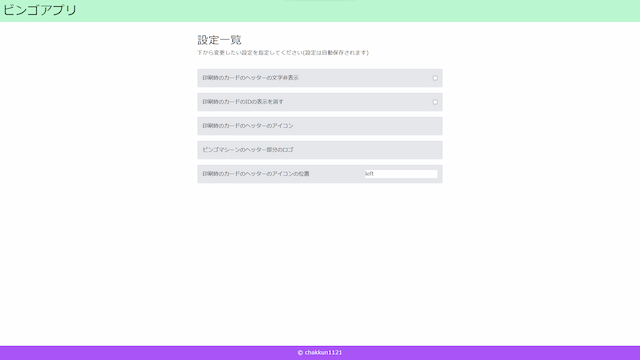 ビンゴアプリ
設定一覧
下から変更したい設定を指定してください(設定は自動保存されます)
印刷時のカードのヘッターの文字非表示
印刷時のカードのIDの表示を消す
印刷時のカードのヘッターのアイコン
ビンゴマシーンのヘッター部分のロゴ
印刷時のカードのヘッターのアイコンの位置 left
© chakkun1121